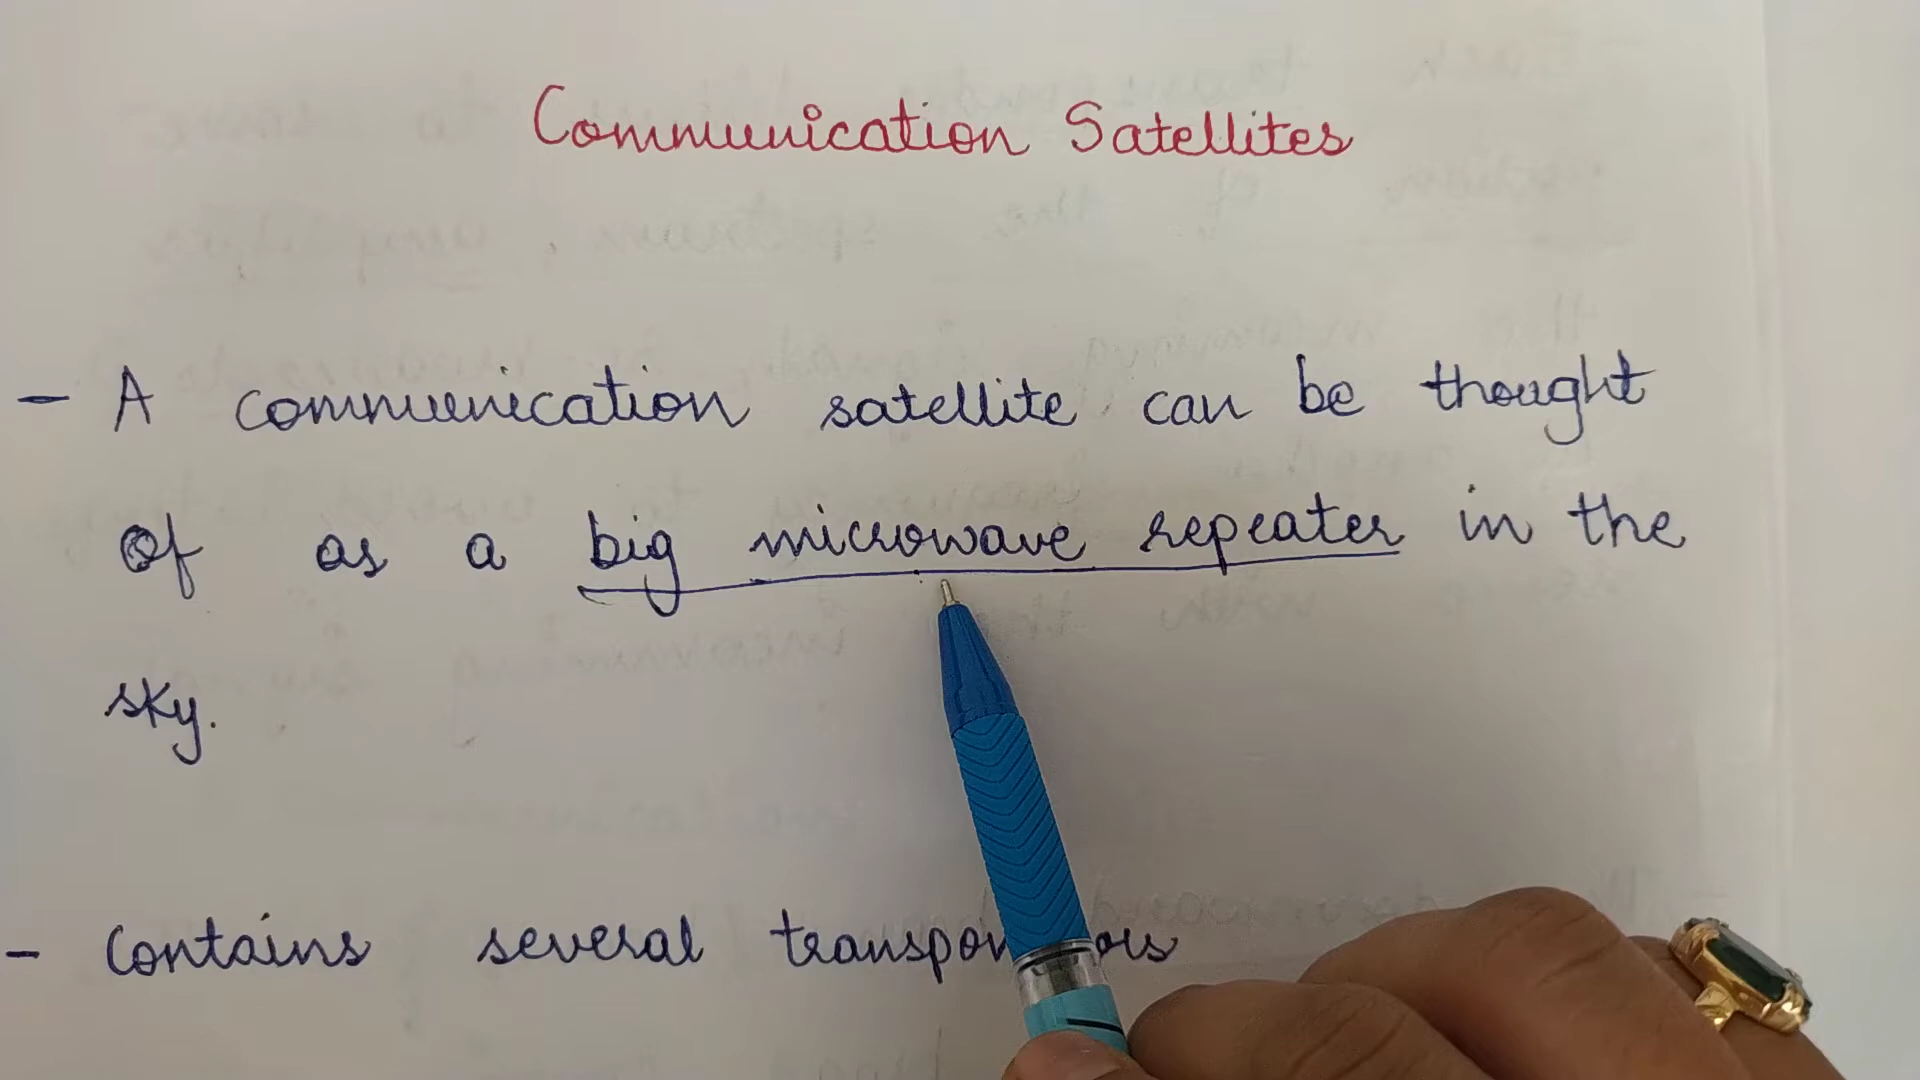 Communication Satellites
- A communication satellite can be thought
of as a big microwave repeater in the
sky.
- Contains several